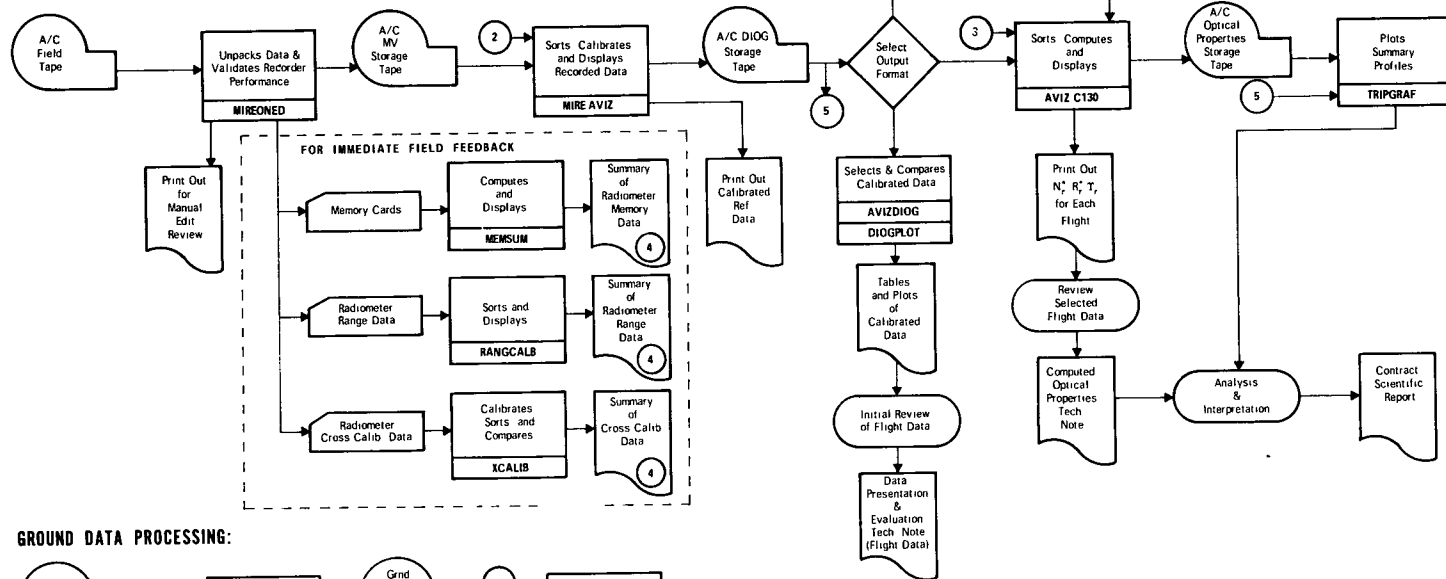 A/C
Field
Tape
Unpacks Data &
Validates Recorder
Performance
MIREONED
A/C
MV
Storage
Tape
2
Sorts Calibrates
and Displays
Recorded Data
MIRE AVIZ
A/C DIOG
Storage
Tape
5
Select
Output
Format
3
Sorts Computes
and
Displays
AVIZ C130
A/C
Optical
Properties
Storage
Tape
5
Plots
Summary
Profiles
TRIPGRAF
Print Out
for
Manual
Edit
Review
FOR IMMEDIATE FIELD FEEDBACK
Memory Cards
Computes
and
Displays
MEMSUM
Summary
of
Radiometer
Memory
Data
4
Radiometer
Range Data
Sorts and
Displays
RANGCALB
Summary
of
Radiometer
Range
Data
4
Radiometer
Cross Calib Data
Calibrates
Sorts and
Compares
XCALIB
Summary
of
Cross Calib
Data
4
Print Out
Calibrated
Ref
Data
Selects & Compares
Calibrated Data
AVIZDIOG
DIOGPLOT
Tables
and Plots
of
Calibrated
Data
Initial Review
of Flight Data
Data
Presentation
&
Evaluation
Tech Note
(Flight Data)
Print Out
for Each
Flight
Review
Selected
Flight Data
Computed
Optical
Properties
Tech
Note
Analysis
&
Interpretation
Contract
Scientific
Report
GROUND DATA PROCESSING:
Grnd